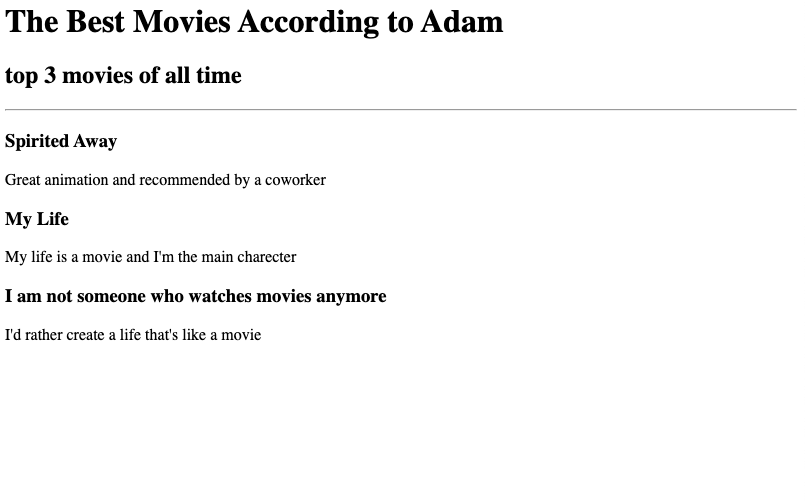 The Best Movies According to Adam
top 3 movies of all time
Spirited Away
Great animation and recommended by a coworker
My Life
My life is a movie and I'm the main charecter
I am not someone who watches movies anymore
I'd rather create a life that's like a movie